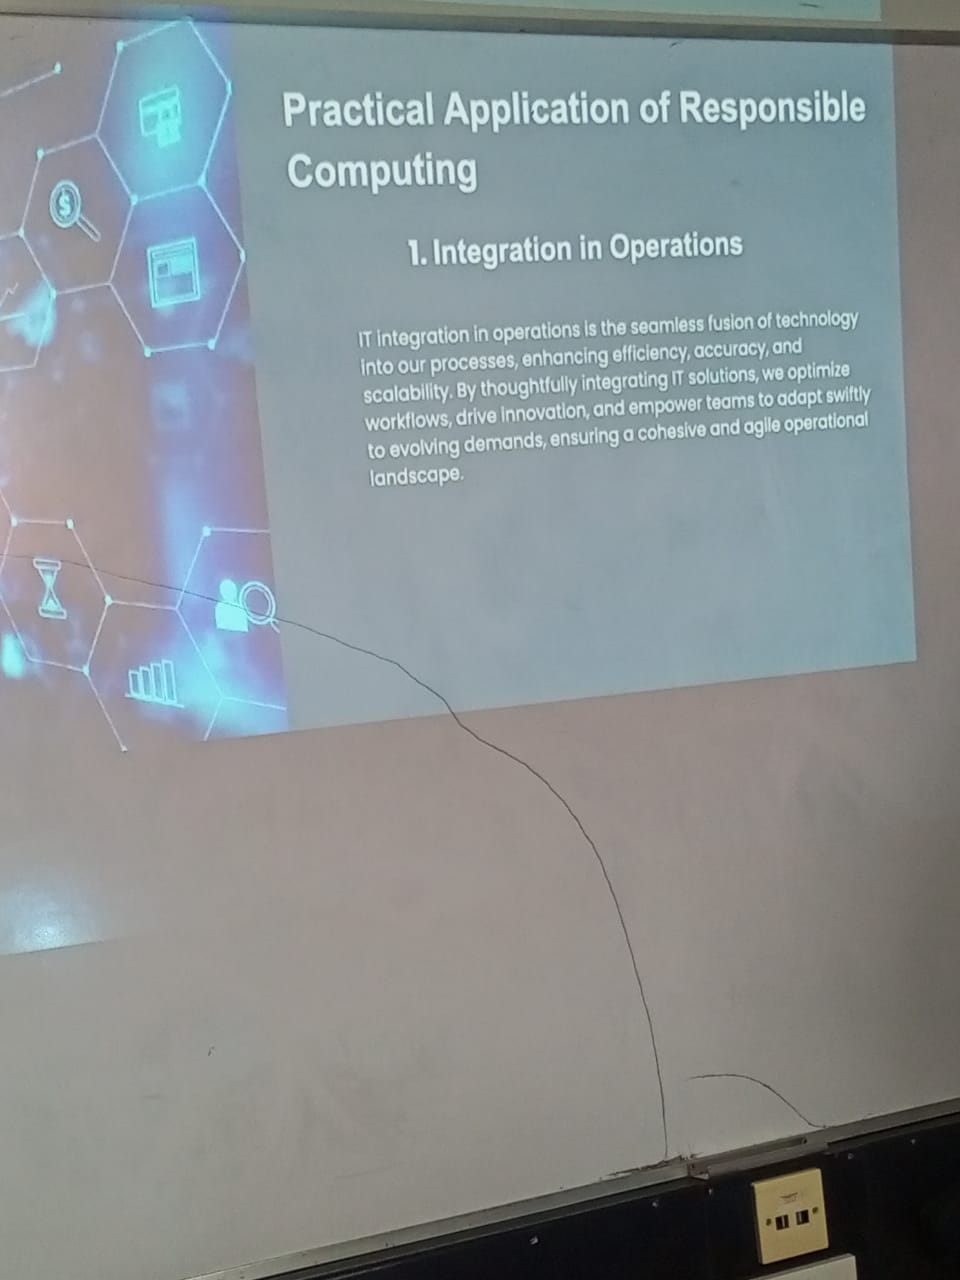 Practical Application of Responsible
Computing
1. Integration in Operations
IT integration in operations is the seamless fusion of technology
into our processes, enhancing efficiency, accuracy, and
scalability. By thoughtfully integrating IT solutions, we optimize
workflows, drive innovation, and empower teams to adapt swiftly
to evolving demands, ensuring a cohesive and agile operational
landscape.